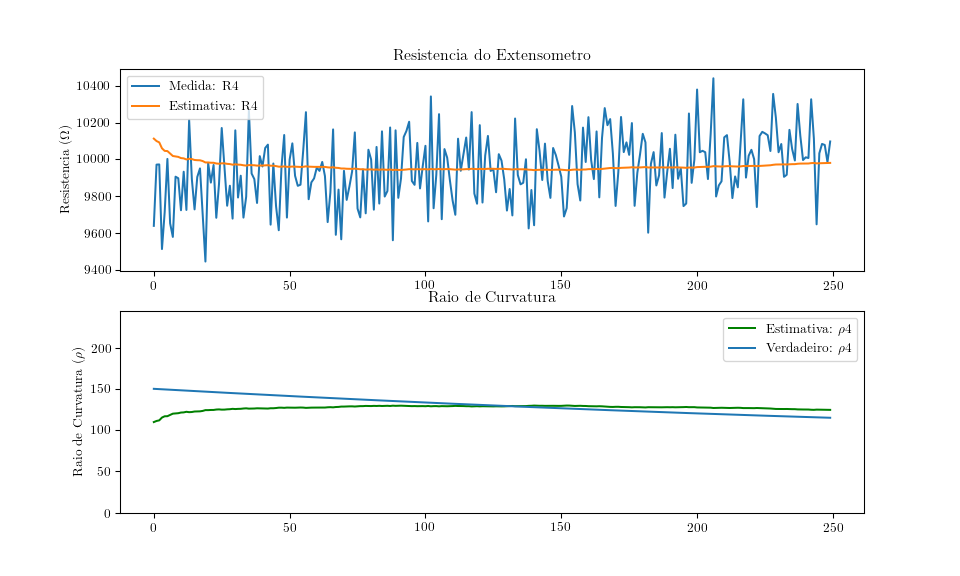 Resistencia do Extensometro
Resistencia (Ω)
10400
10200
10000
9800
9600
9400
Medida: R4
Estimativa: R4
0 50 100 150 200 250
Raio de Curvatura
Raio de Curvatura (ρ)
200
150
100
50
0
Estimativa: ρ4
Verdadeiro: ρ4
0 50 100 150 200 250